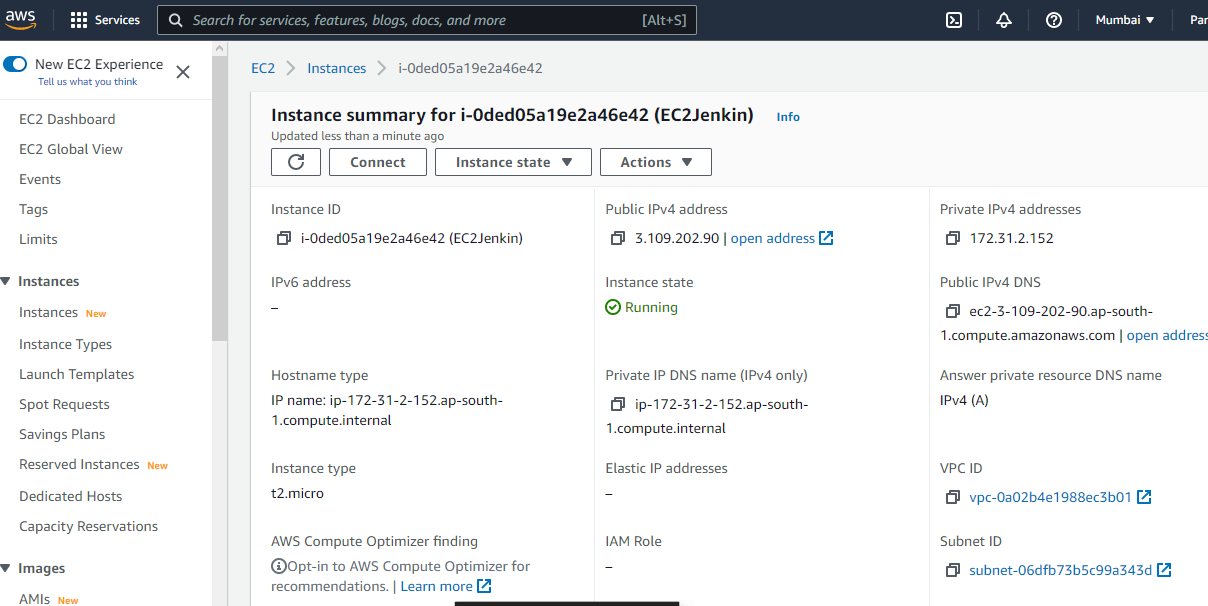 aws
Services
Search for services, features, blogs, docs, and more [Alt+S]
Mumbai
Par
New EC2 Experience
Tell us what you think
EC2 Dashboard
EC2 Global View
Events
Tags
Limits
Instances
Instances New
Instance Types
Launch Templates
Spot Requests
Savings Plans
Reserved Instances New
Dedicated Hosts
Capacity Reservations
Images
AMIs New
EC2 > Instances > i-0ded05a19e2a46e42
Instance summary for i-0ded05a19e2a46e42 (EC2Jenkin) Info
Updated less than a minute ago
Connect
Instance state
Actions
Instance ID
i-0ded05a19e2a46e42 (EC2Jenkin)
Public IPv4 address
3.109.202.90 | open address
Private IPv4 addresses
172.31.2.152
IPv6 address
–
Instance state
Running
Public IPv4 DNS
ec2-3-109-202-90.ap-south-
1.compute.amazonaws.com | open address
Hostname type
IP name: ip-172-31-2-152.ap-south-
1.compute.internal
Private IP DNS name (IPv4 only)
ip-172-31-2-152.ap-south-
1.compute.internal
Answer private resource DNS name
IPv4 (A)
Instance type
t2.micro
Elastic IP addresses
–
VPC ID
vpc-0a02b4e1988ec3b01
AWS Compute Optimizer finding
Opt-in to AWS Compute Optimizer for
recommendations. | Learn more
IAM Role
–
Subnet ID
subnet-06dfb73b5c99a343d